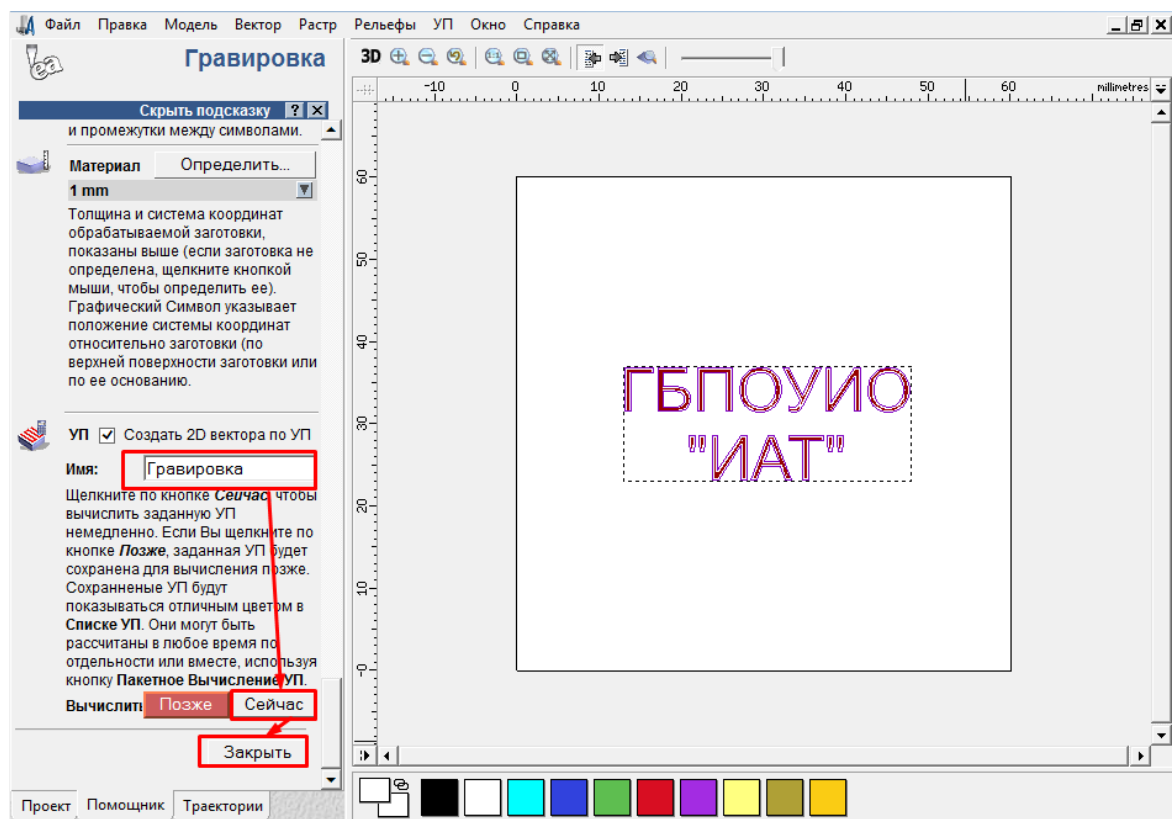 Файл Правка Модель Вектор Растр Рельефы УП Окно Справка
Гравировка
Скрыть подсказку ? X
и промежутки между символами.
Материал Определить...
1 mm
Толщина и система координат
обрабатываемой заготовки,
показаны выше (если заготовка не
определена, щелкните кнопкой
мыши, чтобы определить ее).
Графический Символ указывает
положение системы координат
относительно заготовки (по
верхней поверхности заготовки или
по ее основанию.
УП Создать 2D вектора по УП
Имя: Гравировка
Щелкните по кнопке Сейчас, чтобы
вычислить заданную УП
немедленно. Если Вы щелкните по
кнопке Позже, заданная УП будет
сохранена для вычисления позже.
Сохранненые УП будут
показываться отличным цветом в
Списке УП. Они могут быть
рассчитаны в любое время по
отдельности или вместе, используя
кнопку Пакетное Вычисление УП.
Вычислить Позже Сейчас
Закрыть
Проект Помощник Траектории
3D
-10 0 10 20 30 40 50 60 millimetres
60
50
40
30
20
10
0
ГБПОУИО
"ИАТ"